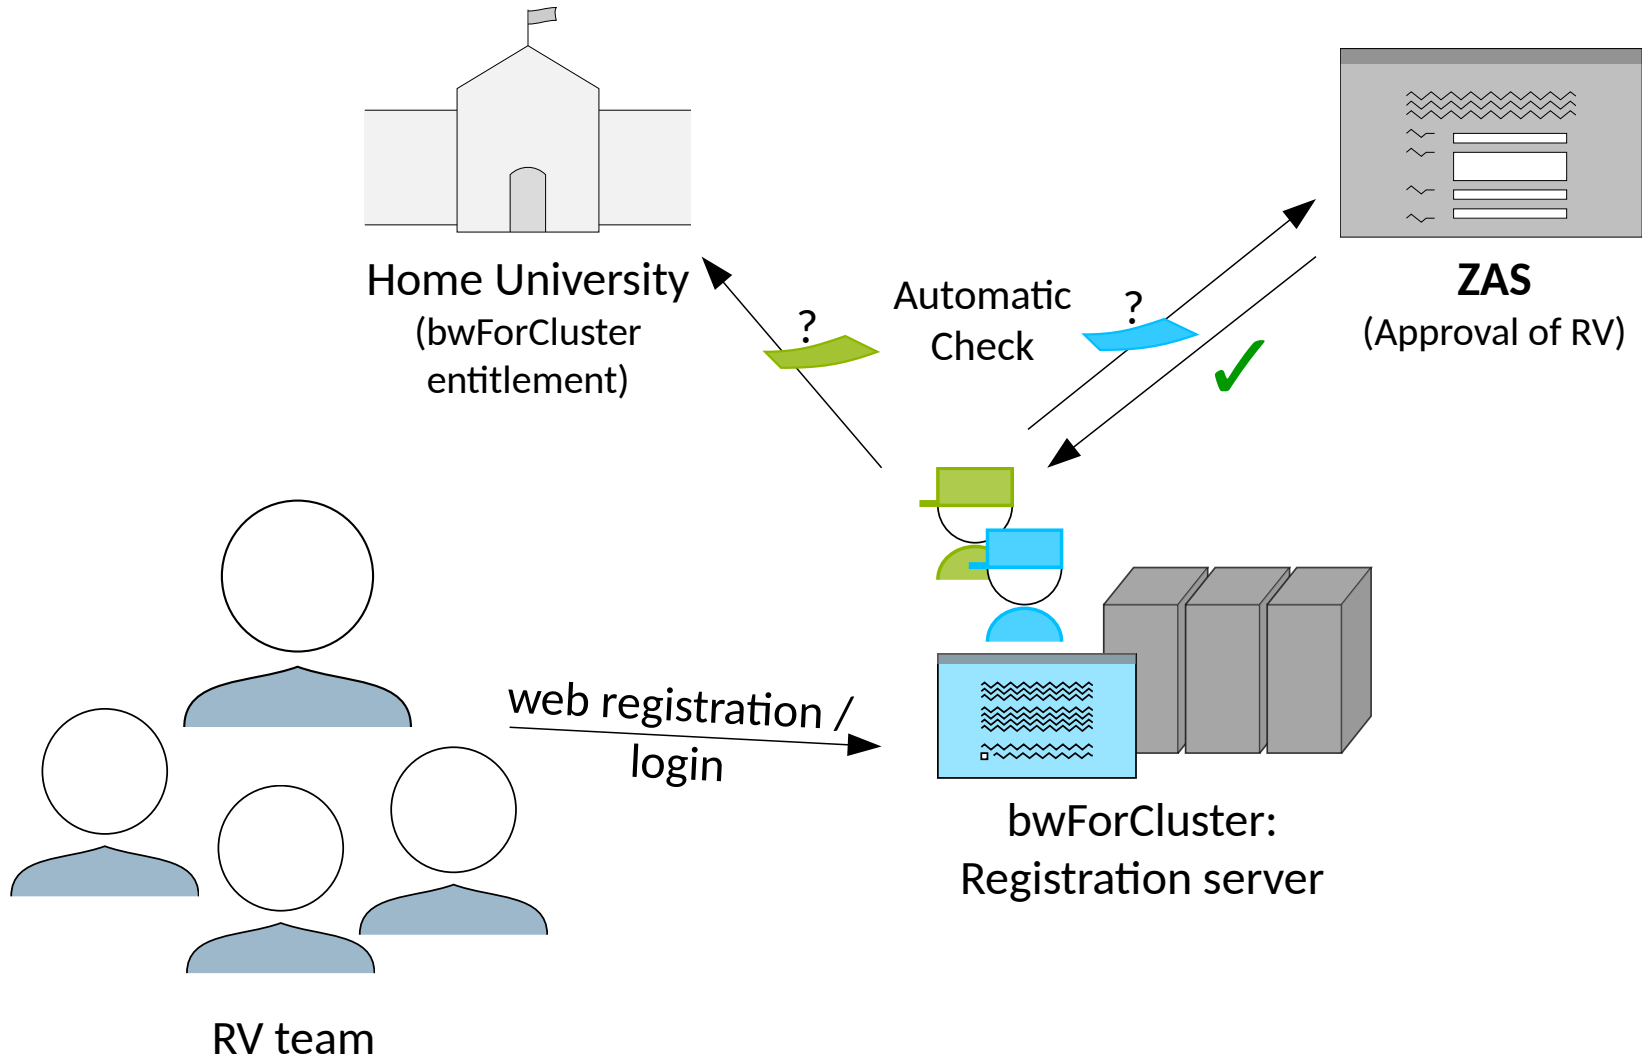 Home University
(bwForCluster
entitlement)
?
Automatic
Check
?
✓
ZAS
(Approval of RV)
web registration /
login
bwForCluster:
Registration server
RV team